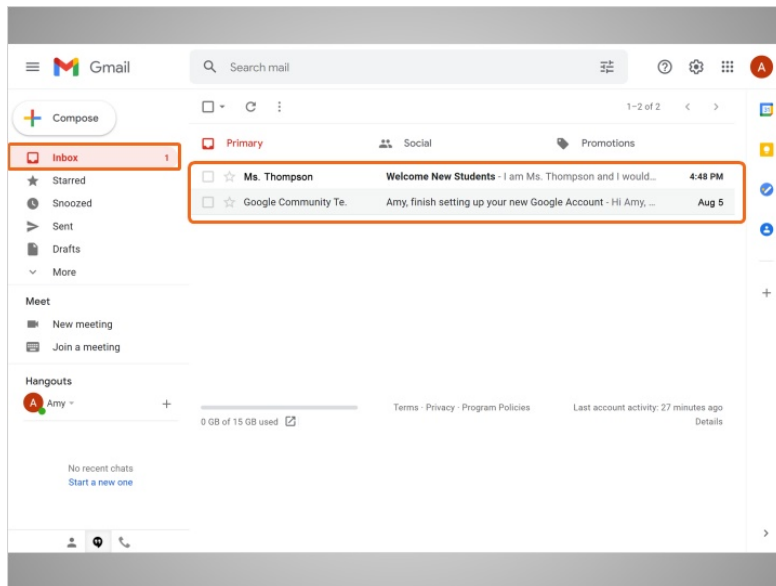 Gmail
Search mail
A
Compose
1–2 of 2
Primary
Social
Promotions
Inbox 1
Starred
Snoozed
Sent
Drafts
More
Ms. Thompson Welcome New Students - I am Ms. Thompson and I would... 4:48 PM
Google Community Te. Amy, finish setting up your new Google Account - Hi Amy, ... Aug 5
Meet
New meeting
Join a meeting
Hangouts
A Amy
0 GB of 15 GB used
Terms · Privacy · Program Policies
Last account activity: 27 minutes ago
Details
No recent chats
Start a new one